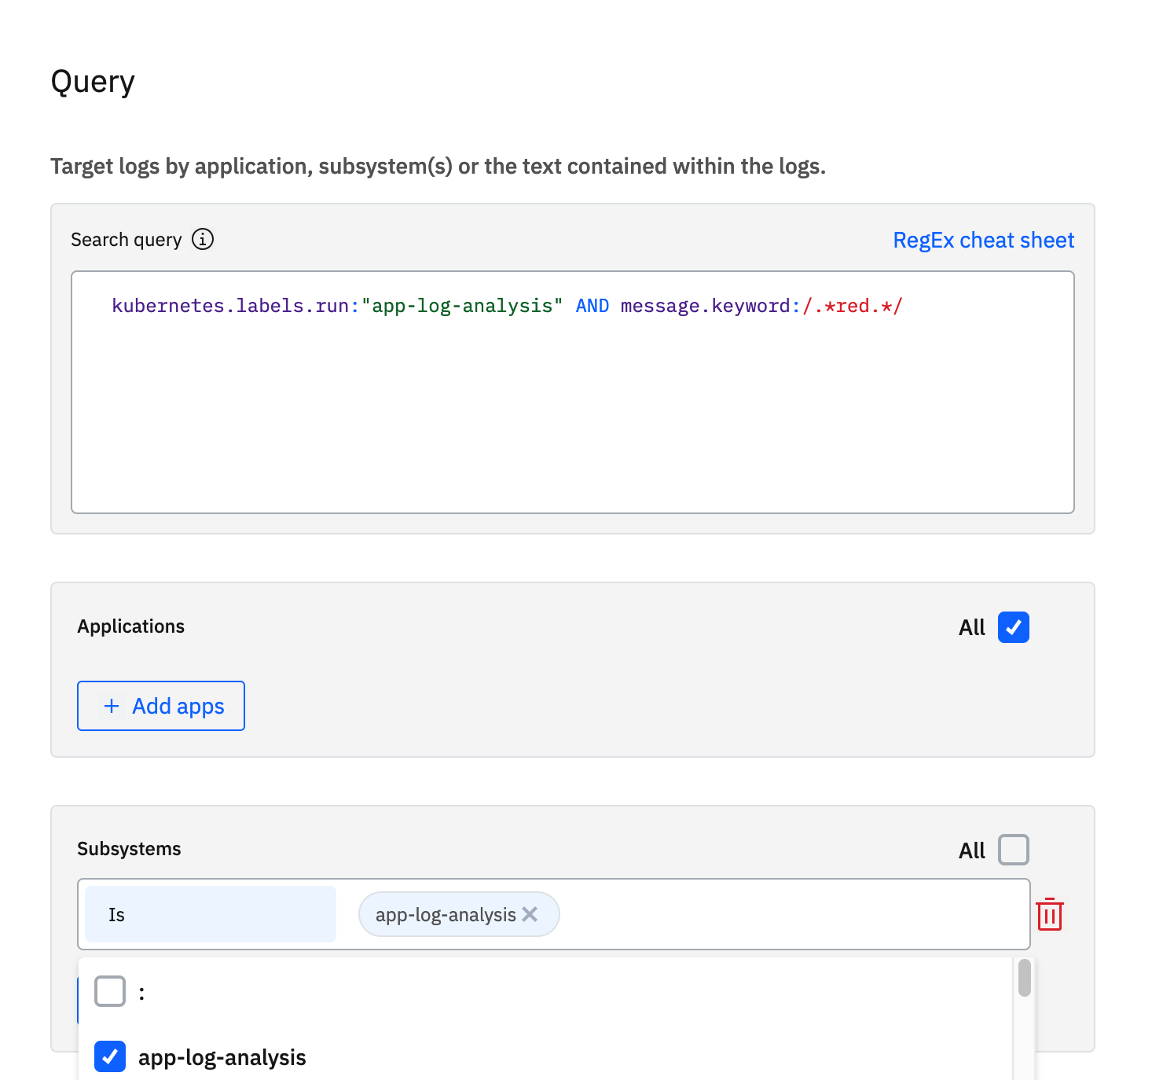 Query
Target logs by application, subsystem(s) or the text contained within the logs.
Search query
RegEx cheat sheet
kubernetes.labels.run:"app-log-analysis" AND message.keyword:/.*red.*/
Applications
All
+ Add apps
Subsystems
All
Is
app-log-analysis
:
app-log-analysis